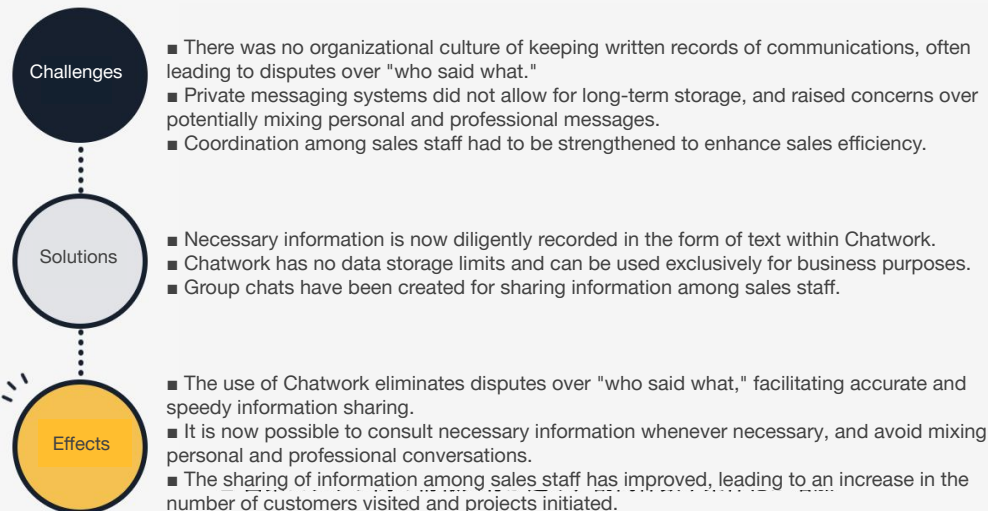 Challenges
■ There was no organizational culture of keeping written records of communications, often
leading to disputes over "who said what."
■ Private messaging systems did not allow for long-term storage, and raised concerns over
potentially mixing personal and professional messages.
■ Coordination among sales staff had to be strengthened to enhance sales efficiency.
Solutions
■ Necessary information is now diligently recorded in the form of text within Chatwork.
■ Chatwork has no data storage limits and can be used exclusively for business purposes.
■ Group chats have been created for sharing information among sales staff.
Effects
■ The use of Chatwork eliminates disputes over "who said what," facilitating accurate and
speedy information sharing.
■ It is now possible to consult necessary information whenever necessary, and avoid mixing
personal and professional conversations.
■ The sharing of information among sales staff has improved, leading to an increase in the
number of customers visited and projects initiated.